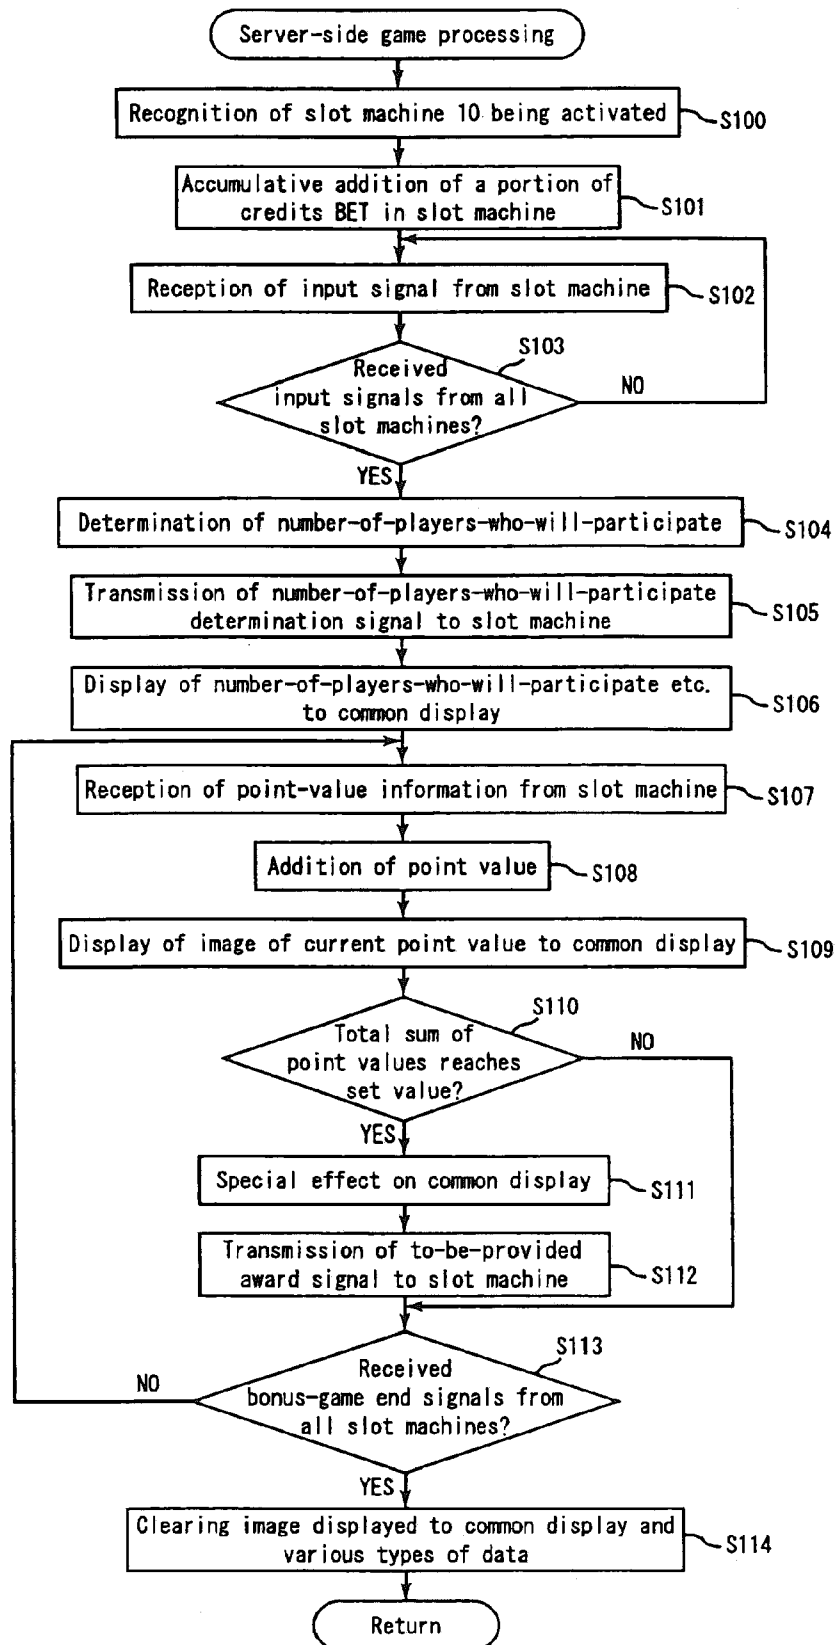 Server-side game processing
Recognition of slot machine 10 being activated
S100
Accumulative addition of a portion of
credits BET in slot machine
S101
Reception of input signal from slot machine
S102
S103
Received
input signals from all
slot machines?
NO
YES
Determination of number-of-players-who-will-participate
S104
Transmission of number-of-players-who-will-participate
determination signal to slot machine
S105
Display of number-of-players-who-will-participate etc.
to common display
S106
Reception of point-value information from slot machine
S107
Addition of point value
S108
Display of image of current point value to common display
S109
S110
Total sum of
point values reaches
set value?
NO
YES
Special effect on common display
S111
Transmission of to-be-provided
award signal to slot machine
S112
S113
Received
bonus-game end signals from
all slot machines?
NO
YES
Clearing image displayed to common display and
various types of data
S114
Return